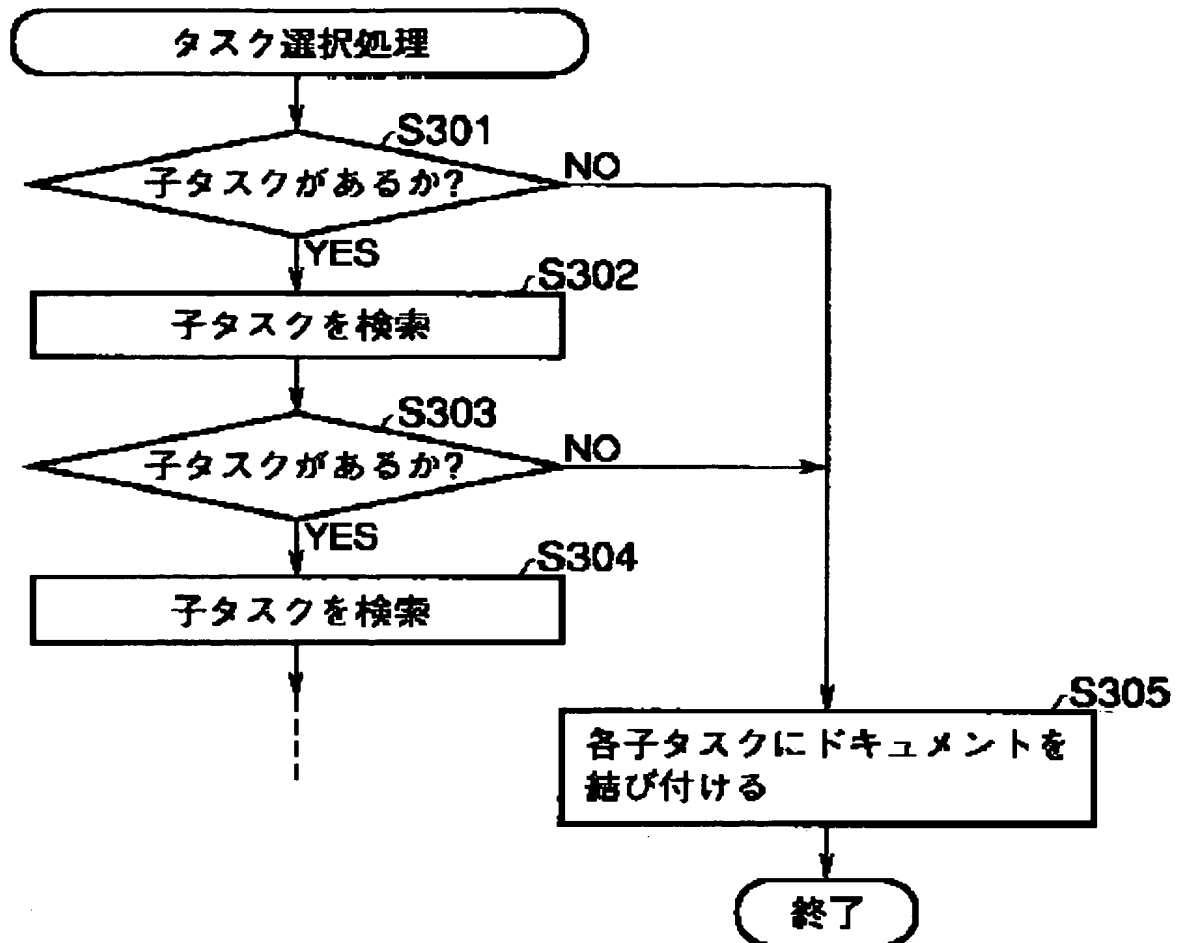 タスク選択処理
S301
子タスクがあるか?
NO
YES
S302
子タスクを検索
S303
子タスクがあるか?
NO
YES
S304
子タスクを検索
S305
各子タスクにドキュメントを
結び付ける
終了